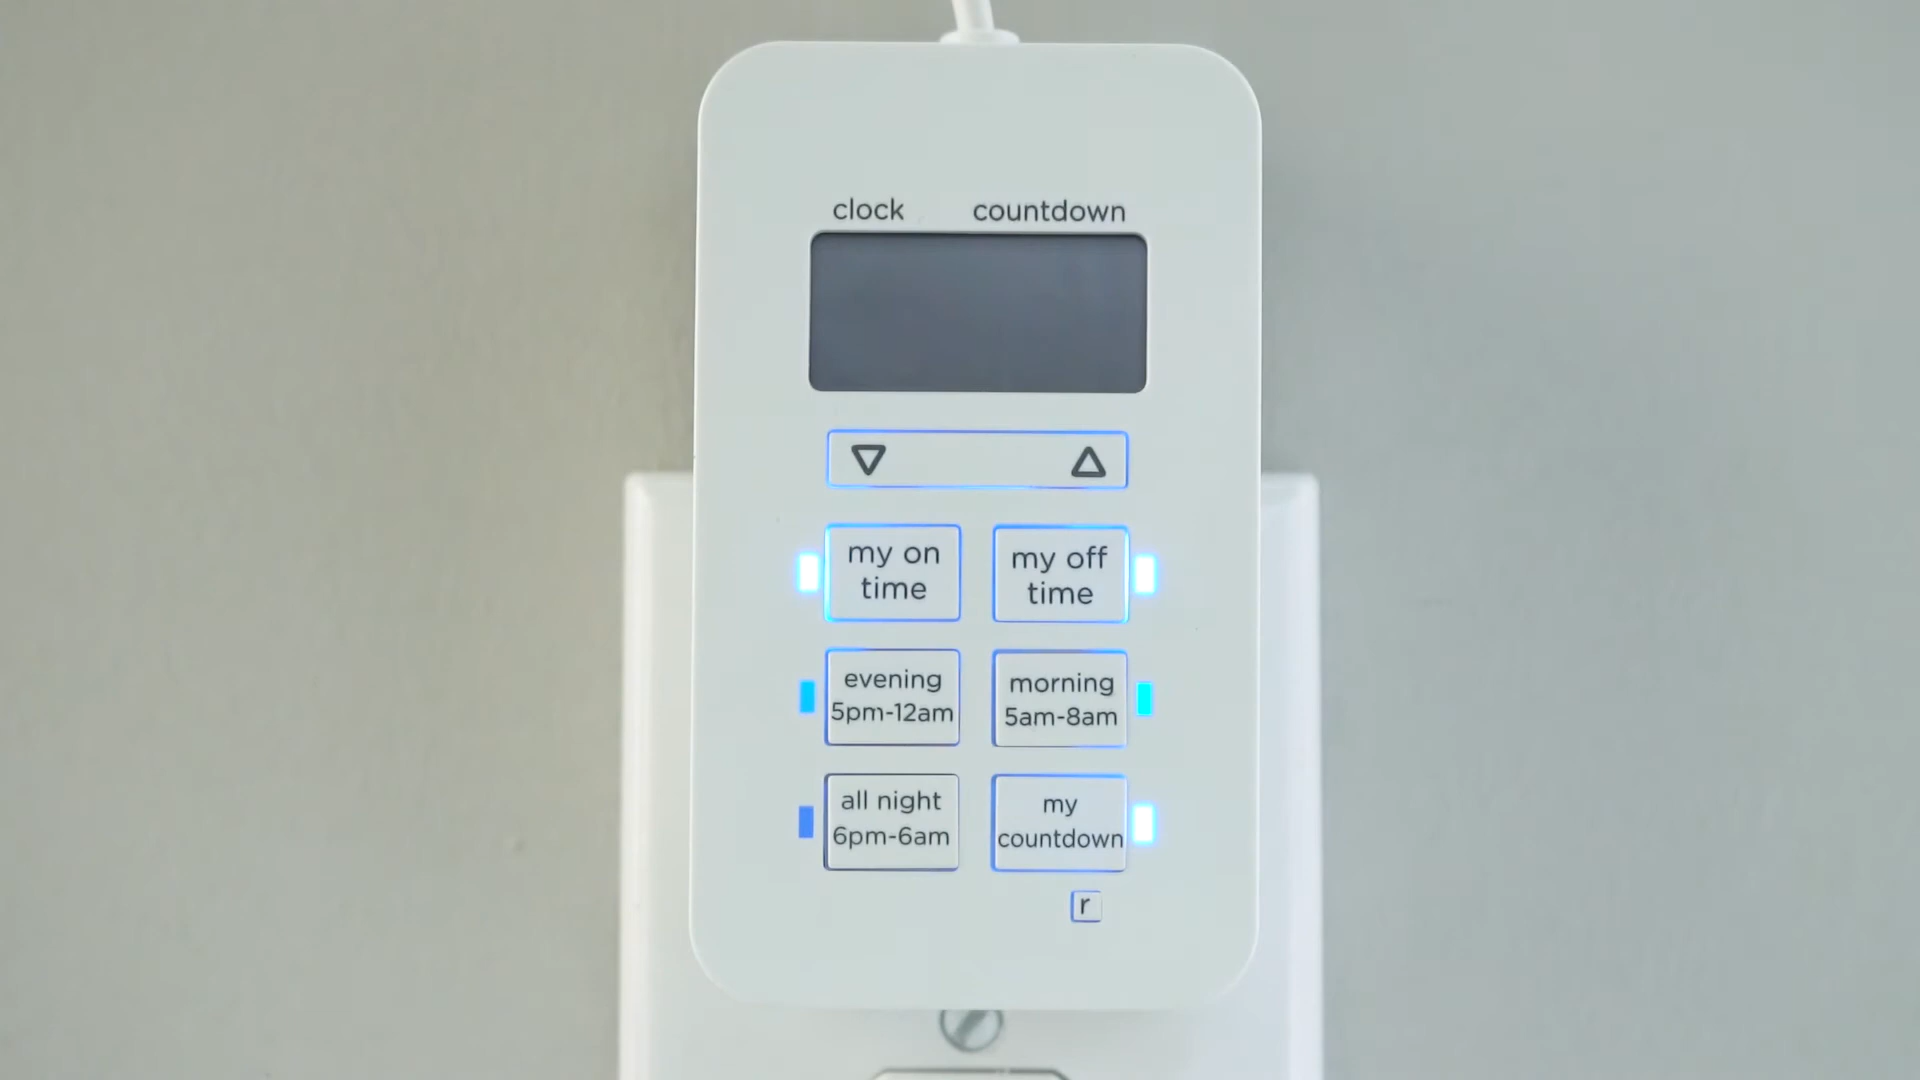 clock countdown
my on
time
my off
time
evening
5pm-12am
morning
5am-8am
all night
6pm-6am
my
countdown
r